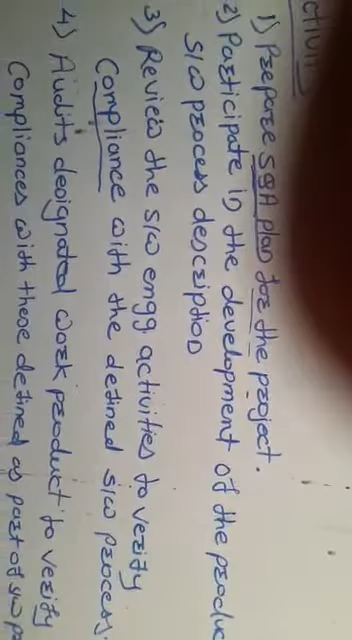 ctivit
1) Prepare SQA plan for the project.
2) Participate in the development of the produc
S/W process description
3) Review the S/W engg activities to verify
Compliance with the defined S/W process.
4) Audits designated work product to verify
Compliances with those defined as part of S/W p